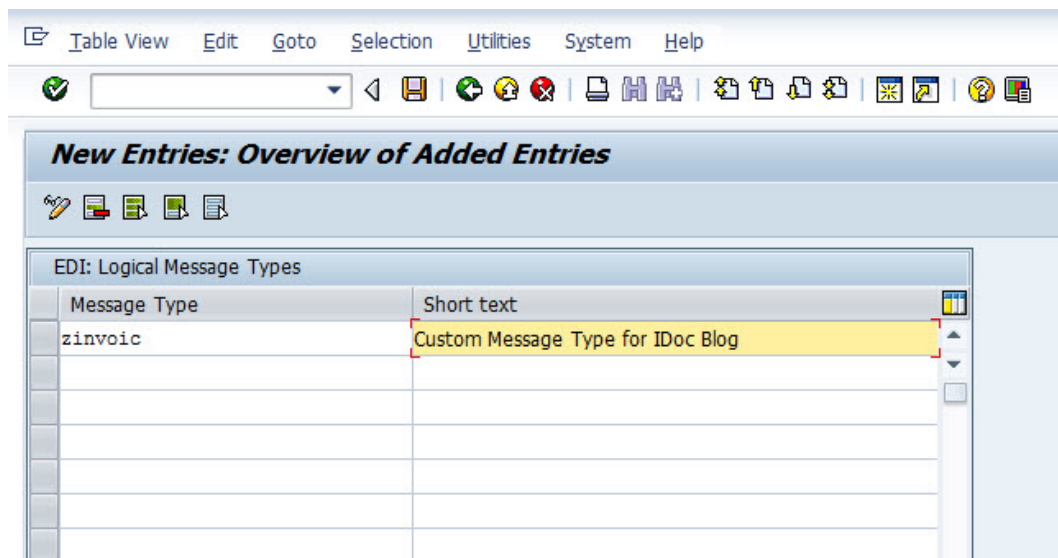 Table View Edit Goto Selection Utilities System Help
New Entries: Overview of Added Entries
EDI: Logical Message Types
Message Type Short text
zinvoic Custom Message Type for IDoc Blog